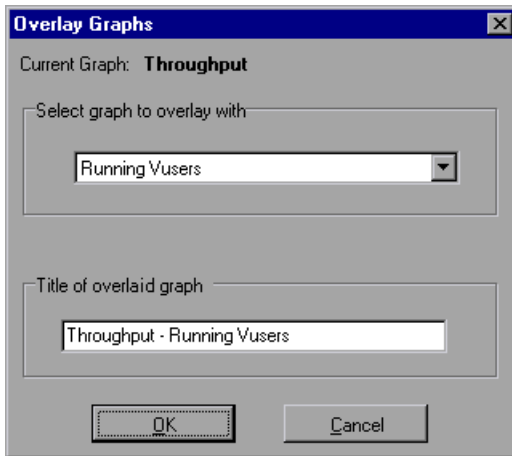 Overlay Graphs
Current Graph: Throughput
Select graph to overlay with
Running Vusers
Title of overlaid graph
Throughput - Running Vusers
OK Cancel